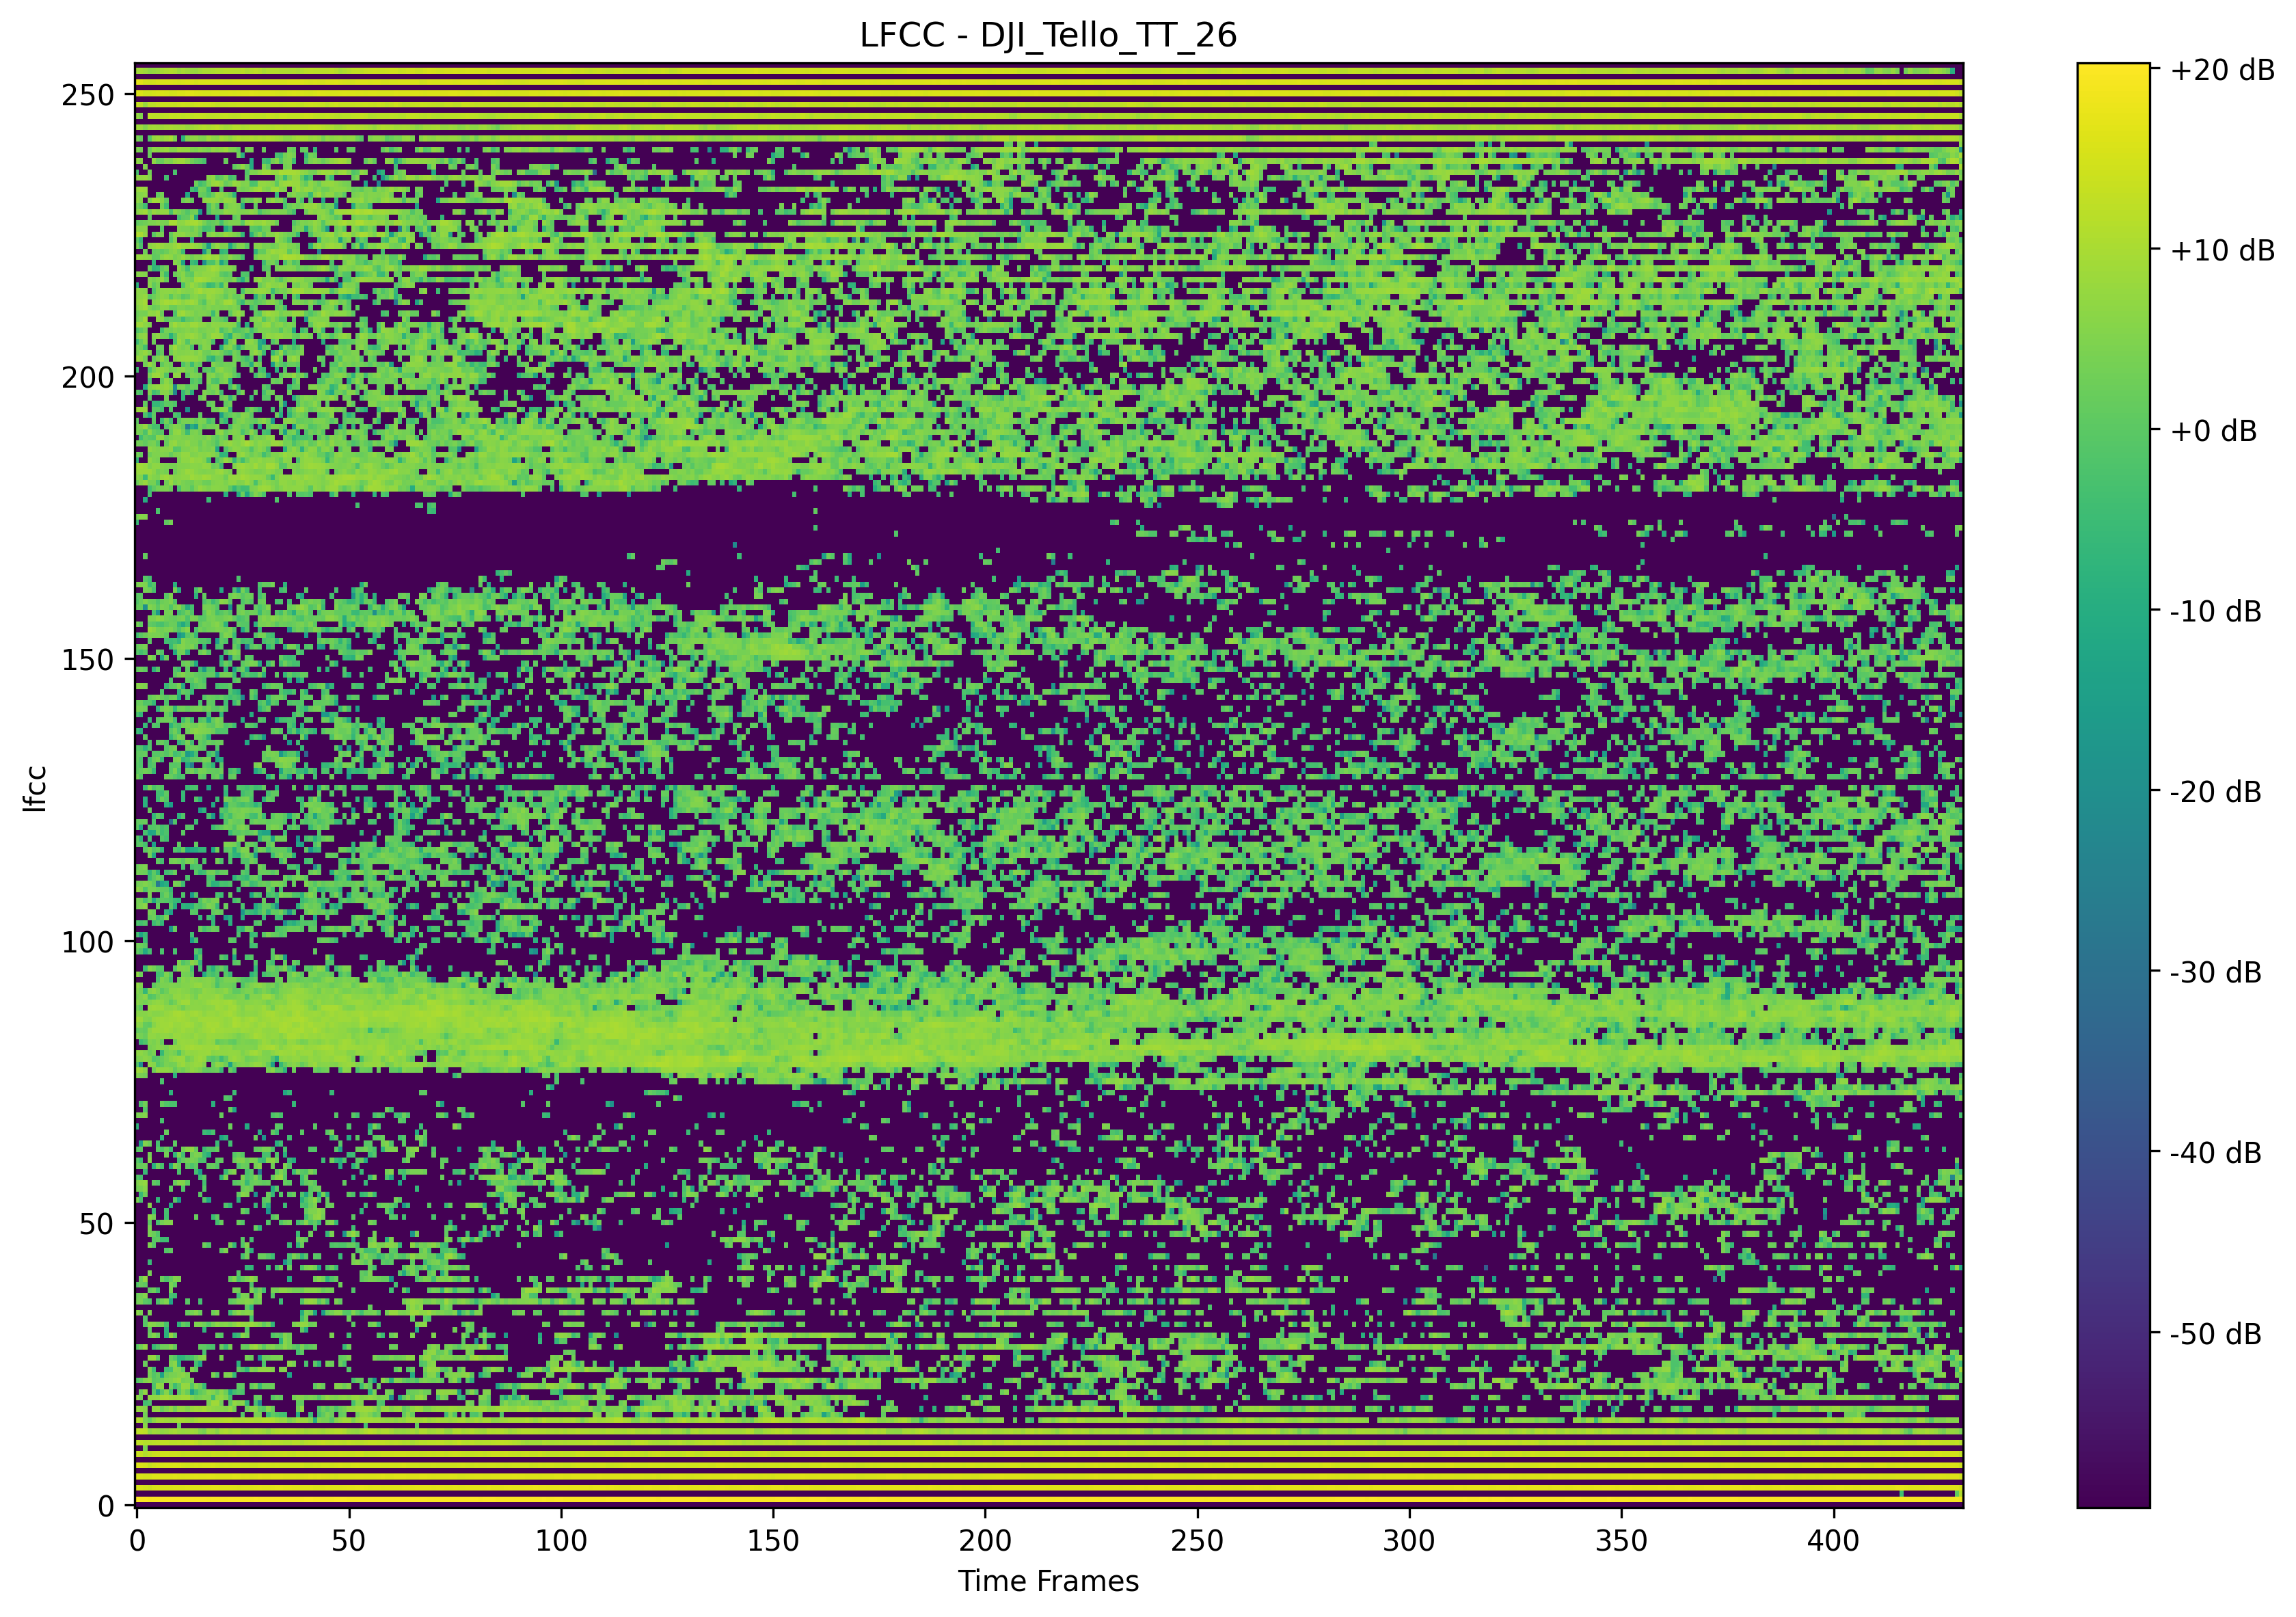 LFCC - DJI_Tello_TT_26
250
200
150
100
50
0
lfcc
0 50 100 150 200 250 300 350 400
Time Frames
+20 dB
+10 dB
+0 dB
-10 dB
-20 dB
-30 dB
-40 dB
-50 dB